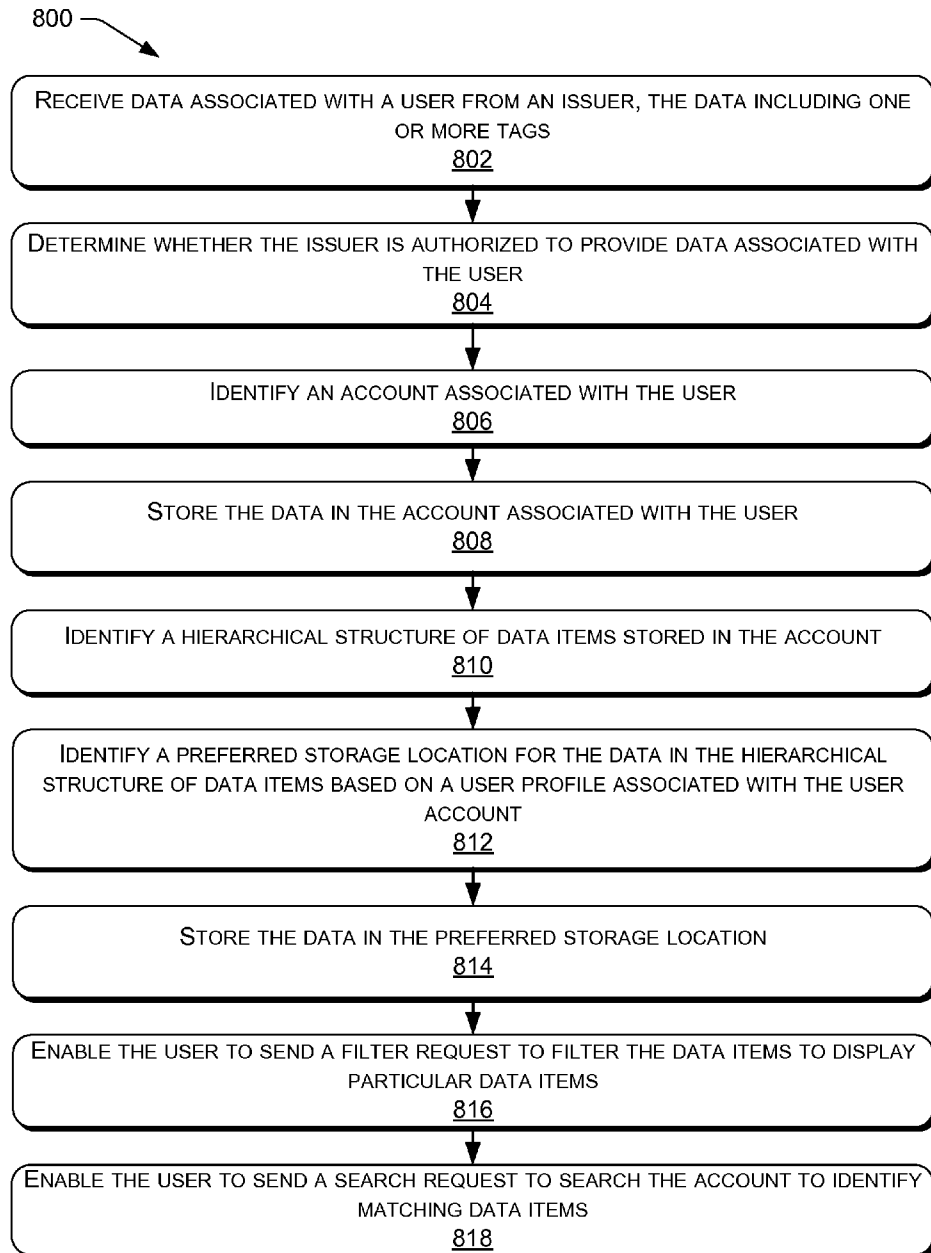 800
RECEIVE DATA ASSOCIATED WITH A USER FROM AN ISSUER, THE DATA INCLUDING ONE
OR MORE TAGS
802
DETERMINE WHETHER THE ISSUER IS AUTHORIZED TO PROVIDE DATA ASSOCIATED WITH
THE USER
804
IDENTIFY AN ACCOUNT ASSOCIATED WITH THE USER
806
STORE THE DATA IN THE ACCOUNT ASSOCIATED WITH THE USER
808
IDENTIFY A HIERARCHICAL STRUCTURE OF DATA ITEMS STORED IN THE ACCOUNT
810
IDENTIFY A PREFERRED STORAGE LOCATION FOR THE DATA IN THE HIERARCHICAL
STRUCTURE OF DATA ITEMS BASED ON A USER PROFILE ASSOCIATED WITH THE USER
ACCOUNT
812
STORE THE DATA IN THE PREFERRED STORAGE LOCATION
814
ENABLE THE USER TO SEND A FILTER REQUEST TO FILTER THE DATA ITEMS TO DISPLAY
PARTICULAR DATA ITEMS
816
ENABLE THE USER TO SEND A SEARCH REQUEST TO SEARCH THE ACCOUNT TO IDENTIFY
MATCHING DATA ITEMS
818